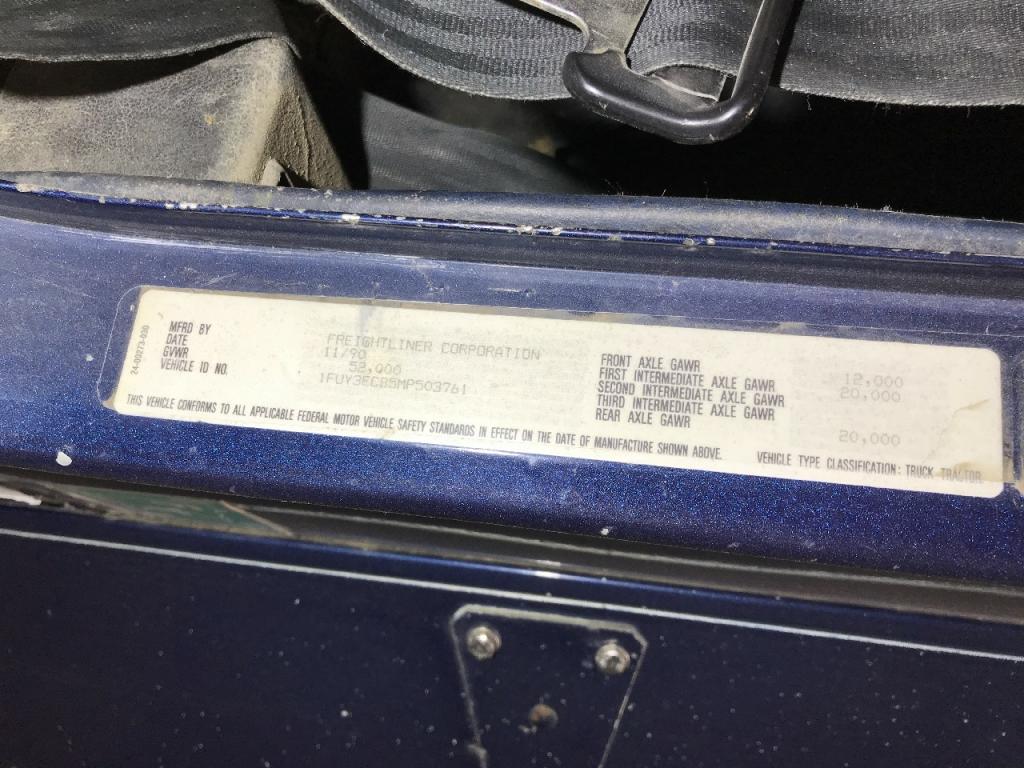 24-00273-030
MFRD BY FREIGHTLINER CORPORATION
DATE 11/90
GVWR 52,000
VEHICLE ID NO. 1FUY3ECB5MP503761
FRONT AXLE GAWR 12,000
FIRST INTERMEDIATE AXLE GAWR 20,000
SECOND INTERMEDIATE AXLE GAWR
THIRD INTERMEDIATE AXLE GAWR
REAR AXLE GAWR 20,000
THIS VEHICLE CONFORMS TO ALL APPLICABLE FEDERAL MOTOR VEHICLE SAFETY STANDARDS IN EFFECT ON THE DATE OF MANUFACTURE SHOWN ABOVE.
VEHICLE TYPE CLASSIFICATION: TRUCK TRACTOR